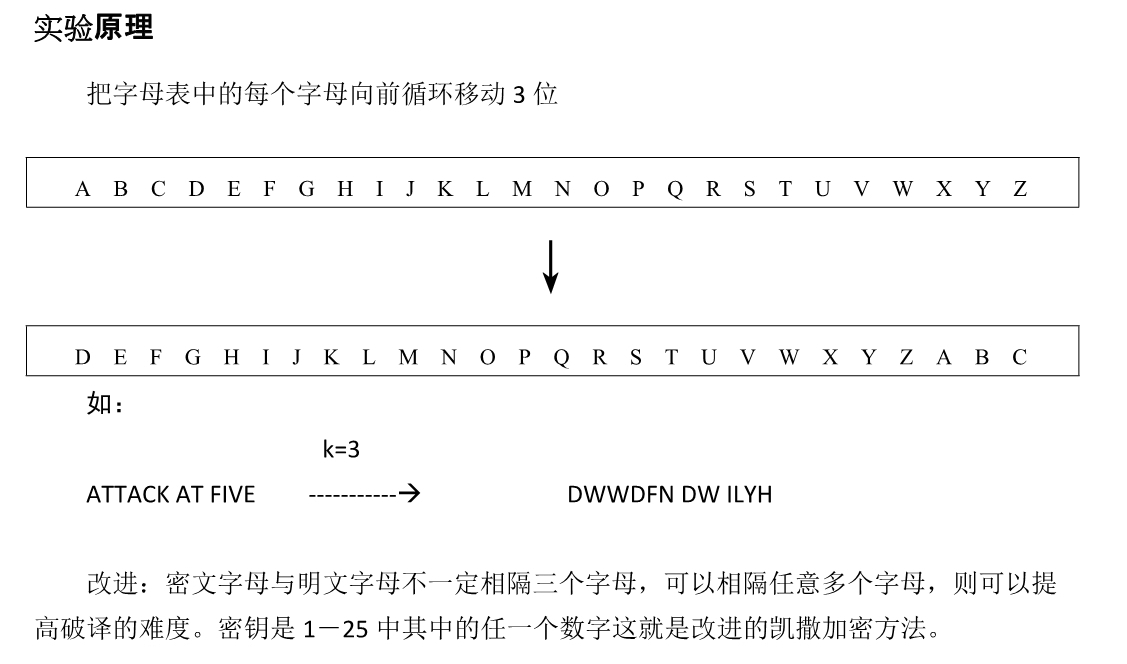 实验原理
把字母表中的每个字母向前循环移动 3 位
A B C D E F G H I J K L M N O P Q R S T U V W X Y Z
D E F G H I J K L M N O P Q R S T U V W X Y Z A B C
如：
k=3
ATTACK AT FIVE -----------→ DWWDFN DW ILYH
改进：密文字母与明文字母不一定相隔三个字母，可以相隔任意多个字母，则可以提
高破译的难度。密钥是 1－25 中其中的任一个数字这就是改进的凯撒加密方法。